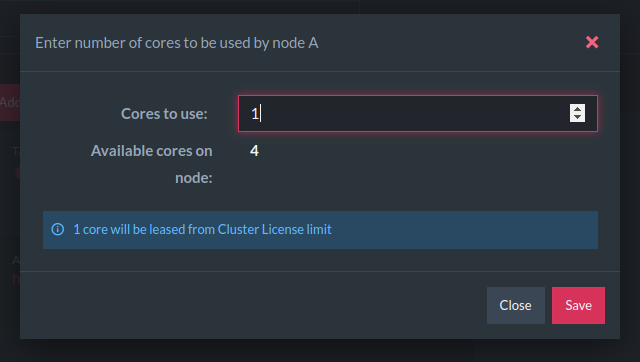 Enter number of cores to be used by node A
Add
Cores to use: 1
Available cores on 4
node:
1 core will be leased from Cluster License limit
Close Save